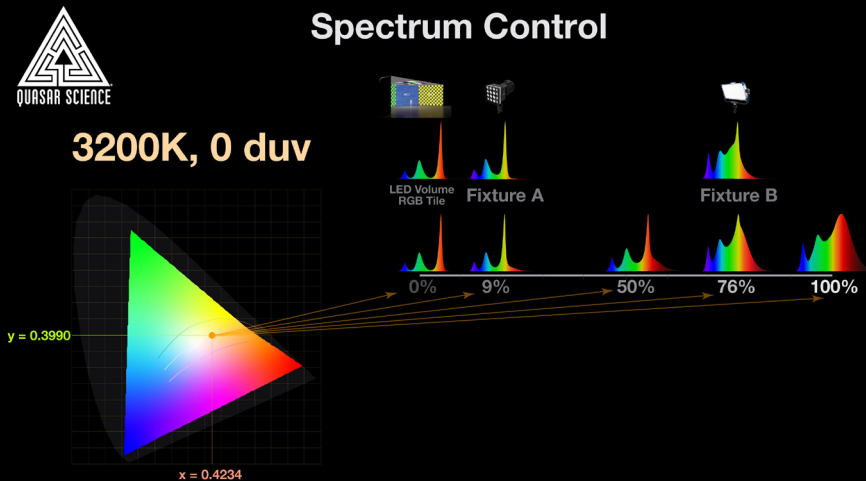 Spectrum Control
QUASAR SCIENCE
3200K, 0 duv
LED Volume
RGB Tile
Fixture A
Fixture B
0%
9%
50%
76%
100%
y = 0.3990
x = 0.4234